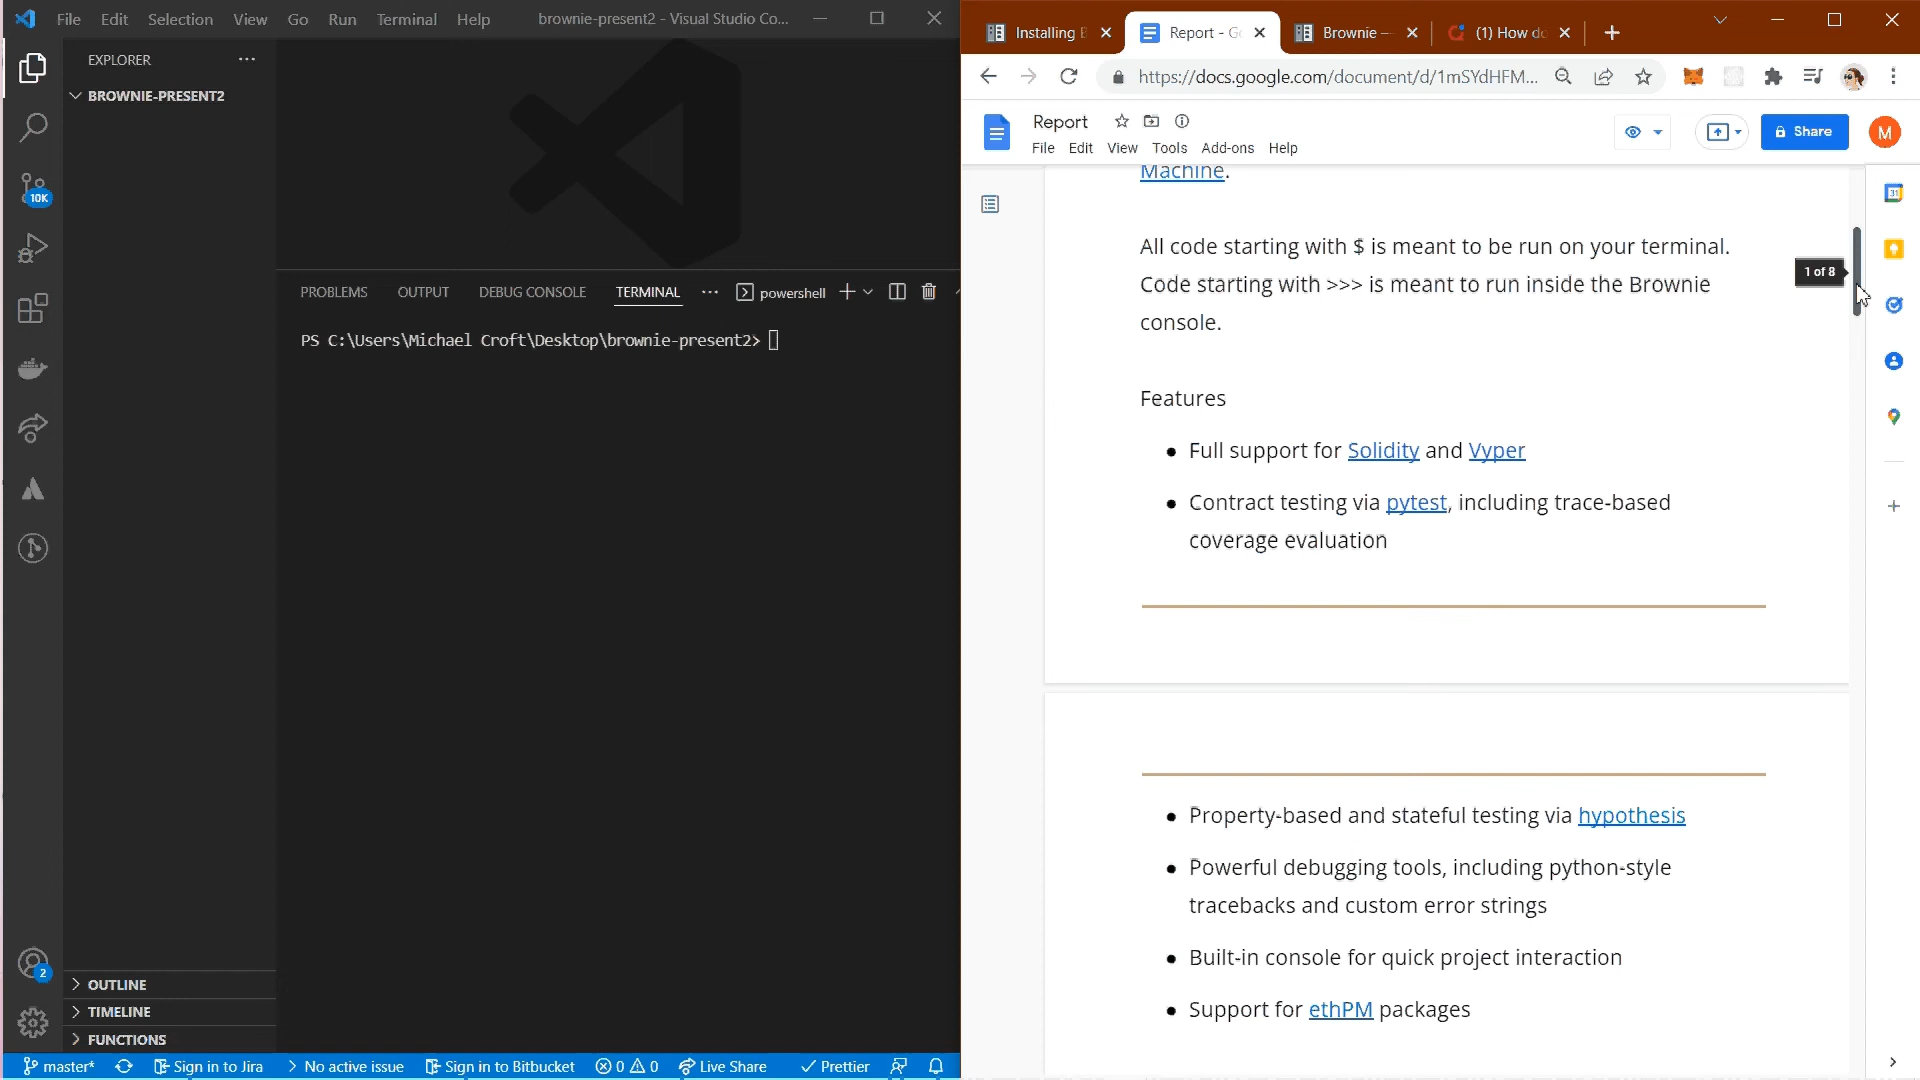 File Edit Selection View Go Run Terminal Help brownie-present2 - Visual Studio Co...
EXPLORER
BROWNIE-PRESENT2
10K
PROBLEMS OUTPUT DEBUG CONSOLE TERMINAL powershell
PS C:\Users\Michael Croft\Desktop\brownie-present2>
2
OUTLINE
TIMELINE
FUNCTIONS
master* Sign in to Jira No active issue Sign in to Bitbucket 0 0 Live Share Prettier
Installing Report - Brownie — (1) How
https://docs.google.com/document/d/1mSYdHFM...
Report
File Edit View Tools Add-ons Help
Share
M
31
Machine.
All code starting with $ is meant to be run on your terminal.
Code starting with >>> is meant to run inside the Brownie
console.
1 of 8
Features
Full support for Solidity and Vyper
Contract testing via pytest, including trace-based
coverage evaluation
Property-based and stateful testing via hypothesis
Powerful debugging tools, including python-style
tracebacks and custom error strings
Built-in console for quick project interaction
Support for ethPM packages